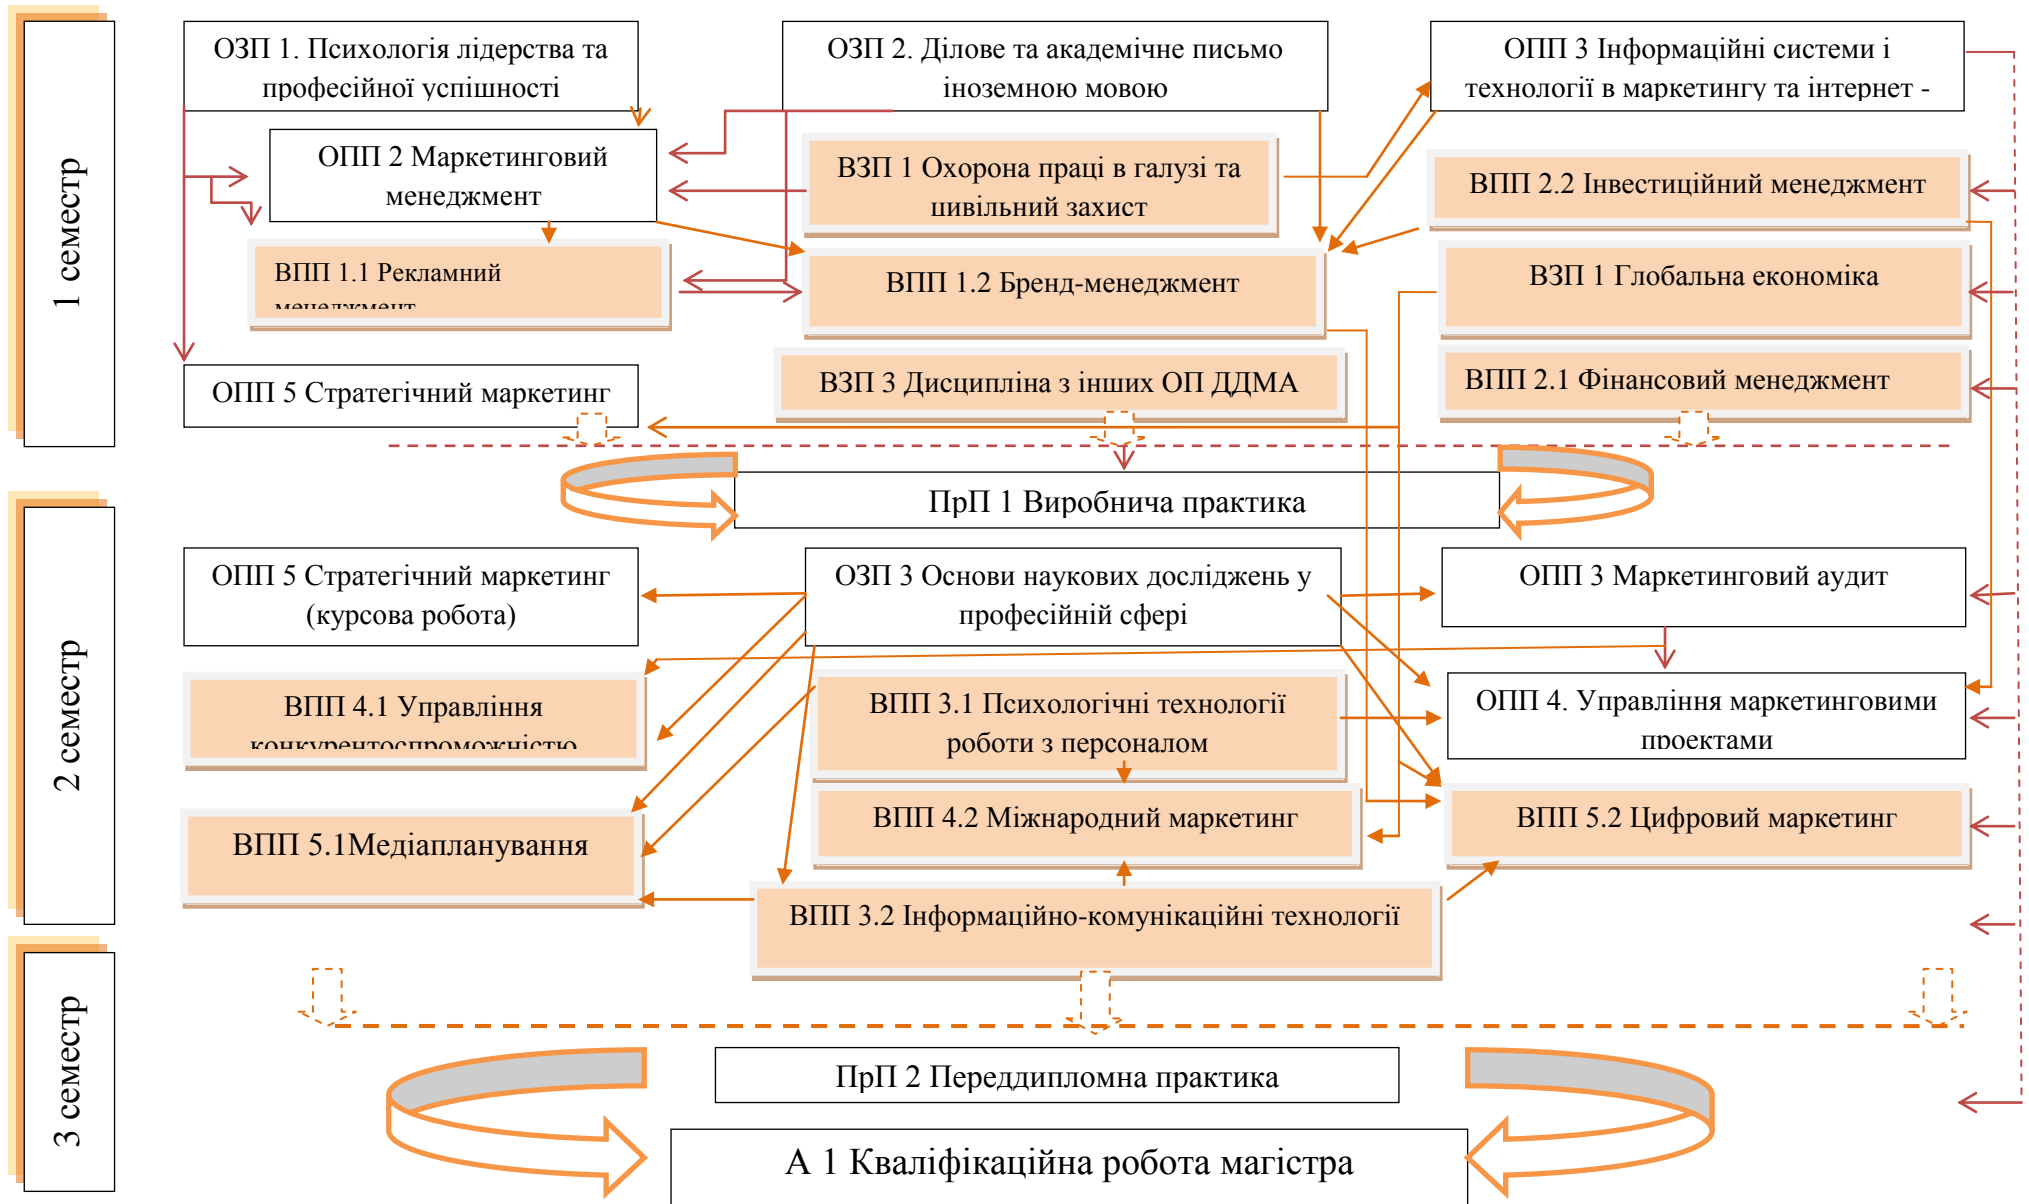 1 семестр
ОЗП 1. Психологія лідерства та
професійної успішності
ОЗП 2. Ділове та академічне письмо
іноземною мовою
ОПП 3 Інформаційні системи і
технології в маркетингу та інтернет -
ОПП 2 Маркетинговий
менеджмент
ВЗП 1 Охорона праці в галузі та
цивільний захист
ВПП 2.2 Інвестиційний менеджмент
ВПП 1.1 Рекламний
менеджмент
ВПП 1.2 Бренд-менеджмент
ВЗП 1 Глобальна економіка
ОПП 5 Стратегічний маркетинг
ВЗП 3 Дисципліна з інших ОП ДДМА
ВПП 2.1 Фінансовий менеджмент
ПрП 1 Виробнича практика
2 семестр
ОПП 5 Стратегічний маркетинг
(курсова робота)
ОЗП 3 Основи наукових досліджень у
професійній сфері
ОПП 3 Маркетинговий аудит
ВПП 4.1 Управління
конкурентоспроможністю
ВПП 3.1 Психологічні технології
роботи з персоналом
ОПП 4. Управління маркетинговими
проектами
ВПП 5.1Медіапланування
ВПП 4.2 Міжнародний маркетинг
ВПП 5.2 Цифровий маркетинг
ВПП 3.2 Інформаційно-комунікаційні технології
3 семестр
ПрП 2 Переддипломна практика
А 1 Кваліфікаційна робота магістра